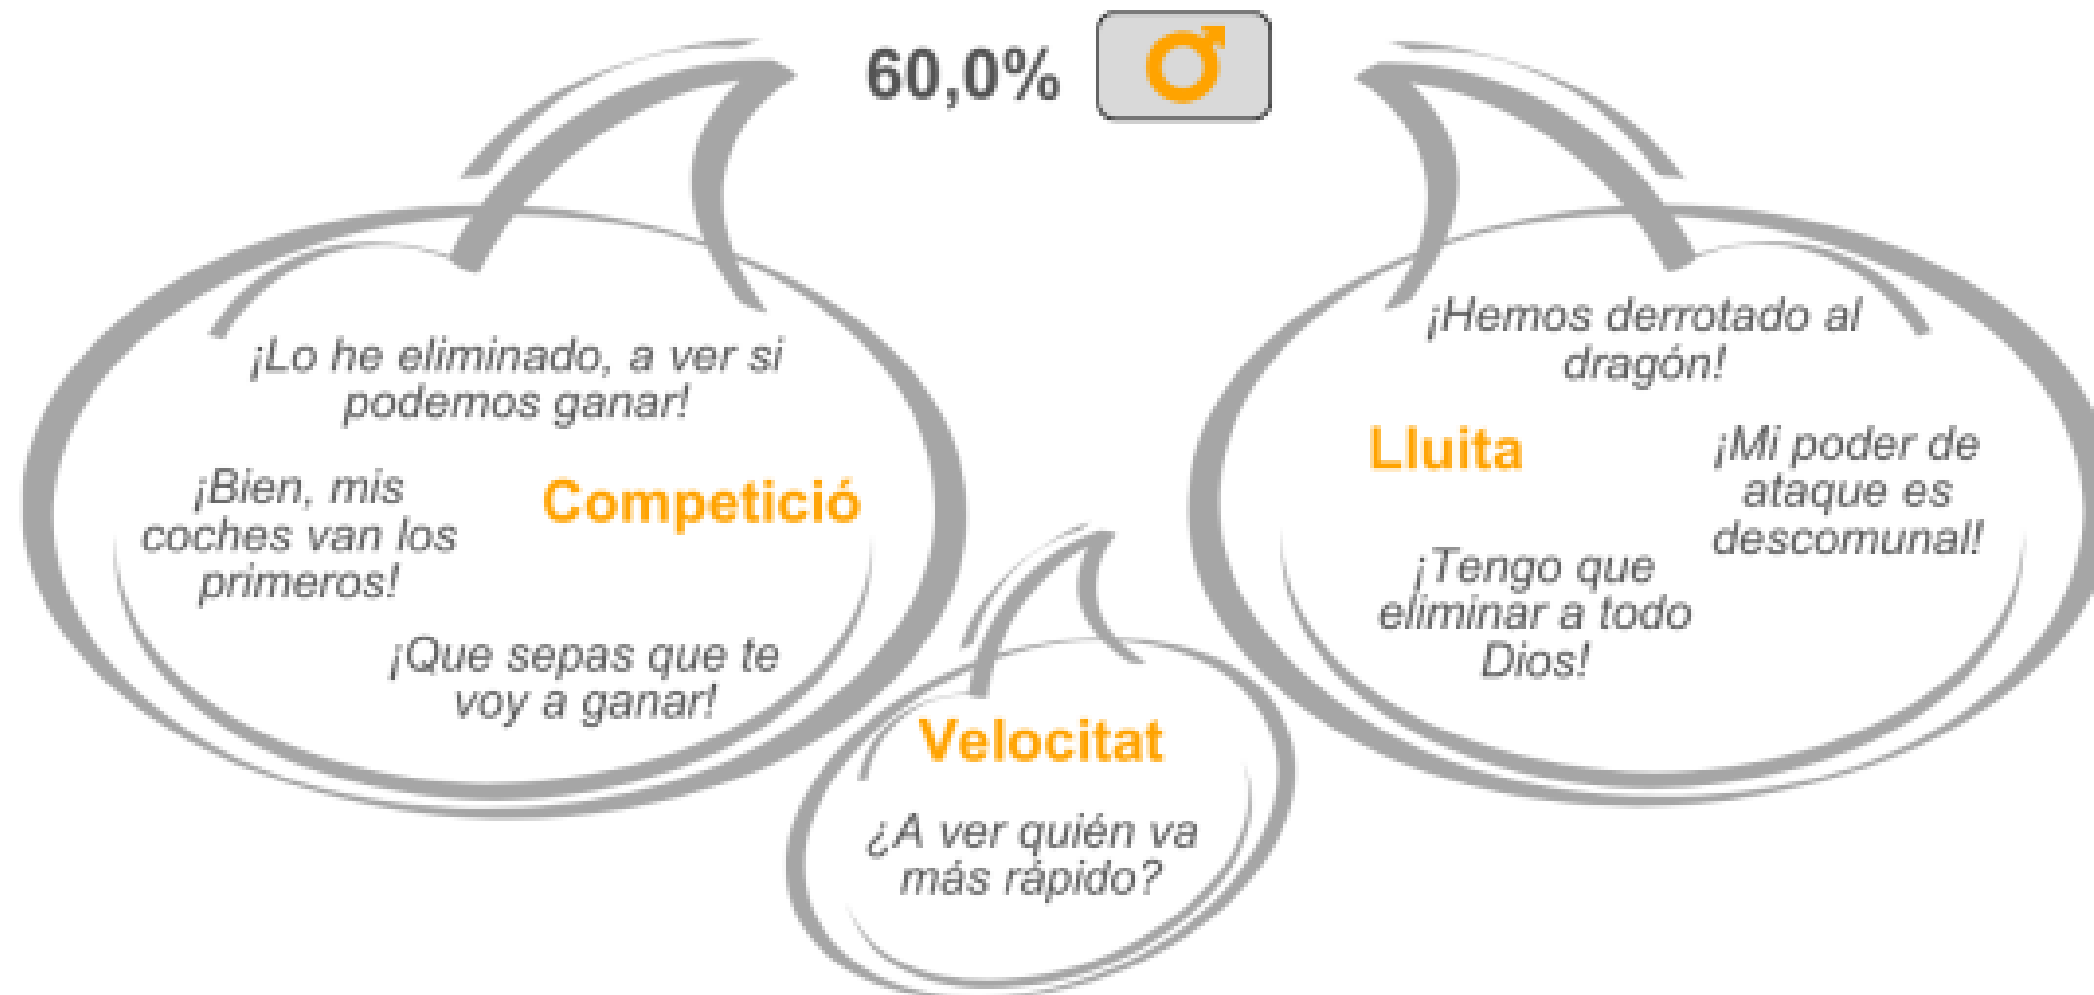 60,0%
¡Lo he eliminado, a ver si
podemos ganar!
¡Bien, mis
coches van los
primeros!
Competició
¡Que sepas que te
voy a ganar!
Velocitat
¿A ver quién va
más rápido?
¡Hemos derrotado al
dragón!
Lluita
¡Mi poder de
ataque es
descomunal!
¡Tengo que
eliminar a todo
Dios!